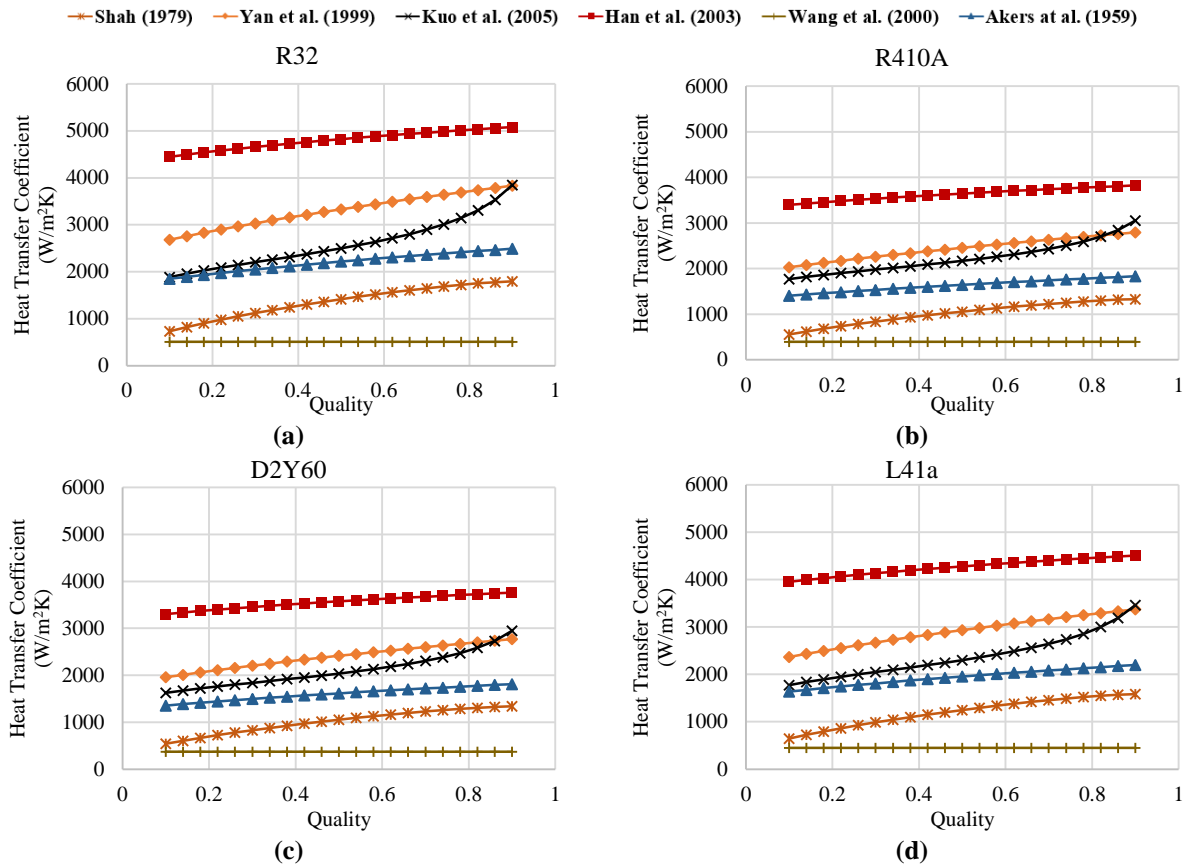 Shah (1979) Yan et al. (1999) Kuo et al. (2005) Han et al. (2003) Wang et al. (2000) Akers at al. (1959)
R32
Heat Transfer Coefficient
(W/m²K)
6000
5000
4000
3000
2000
1000
0
0 0.2 0.4 0.6 0.8 1
Quality
(a)
R410A
Heat Transfer Coefficient
(W/m²K)
6000
5000
4000
3000
2000
1000
0
0 0.2 0.4 0.6 0.8 1
Quality
(b)
D2Y60
Heat Transfer Coefficient
(W/m²K)
6000
5000
4000
3000
2000
1000
0
0 0.2 0.4 0.6 0.8 1
Quality
(c)
L41a
Heat Transfer Coefficient
(W/m²K)
6000
5000
4000
3000
2000
1000
0
0 0.2 0.4 0.6 0.8 1
Quality
(d)